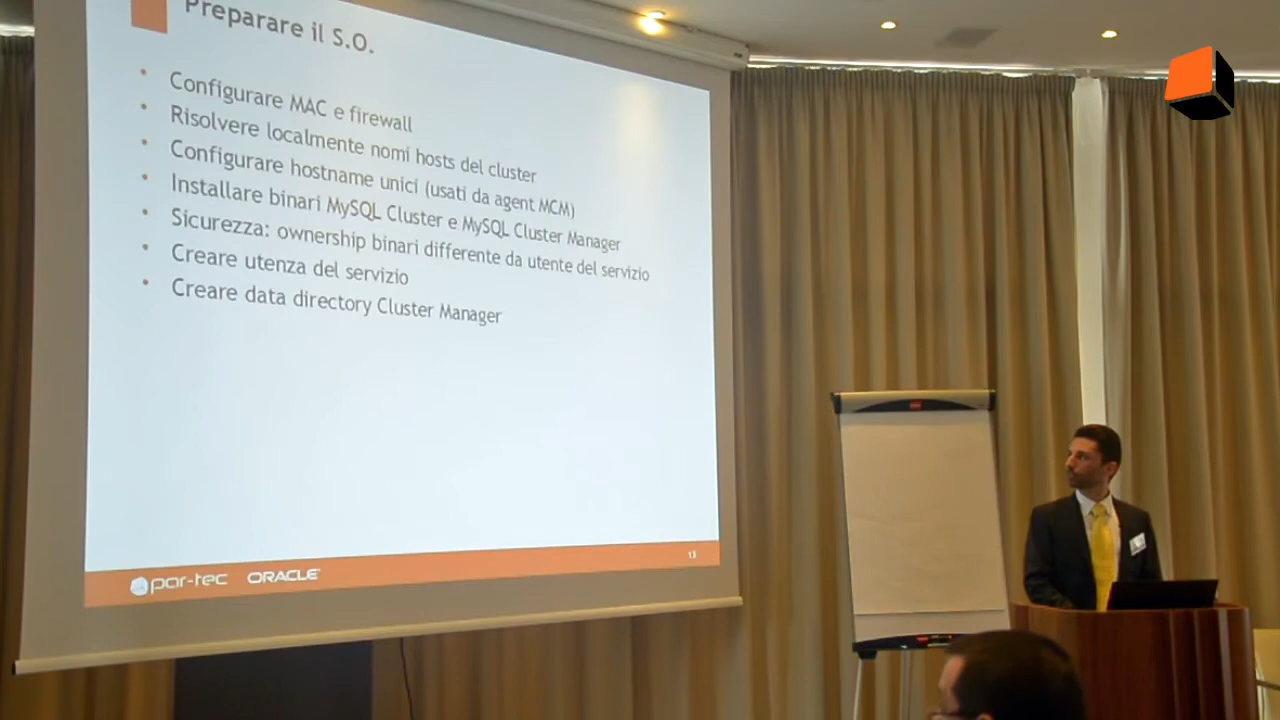 Preparare il S.O.
• Configurare MAC e firewall
• Risolvere localmente nomi hosts del cluster
• Configurare hostname unici (usati da agent MCM)
• Installare binari MySQL Cluster e MySQL Cluster Manager
• Sicurezza: ownership binari differente da utente del servizio
• Creare utenza del servizio
• Creare data directory Cluster Manager
par-tec ORACLE